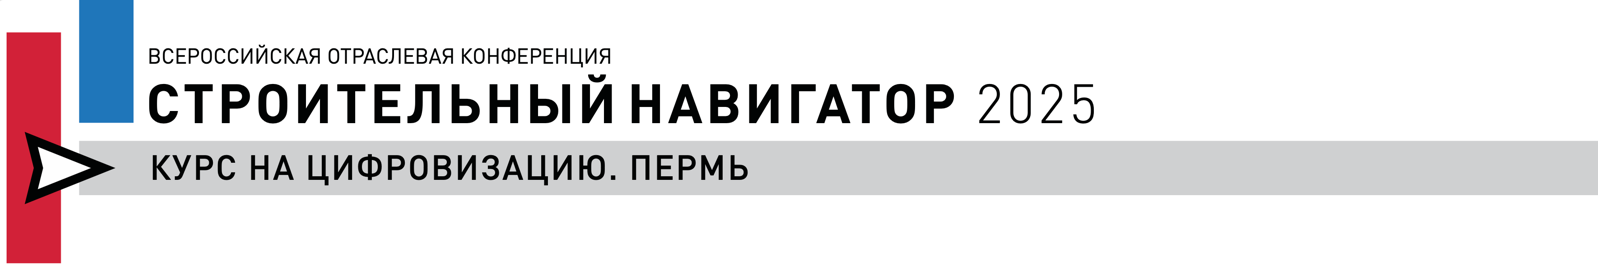 ВСЕРОССИЙСКАЯ ОТРАСЛЕВАЯ КОНФЕРЕНЦИЯ
СТРОИТЕЛЬНЫЙ НАВИГАТОР 2025
КУРС НА ЦИФРОВИЗАЦИЮ. ПЕРМЬ